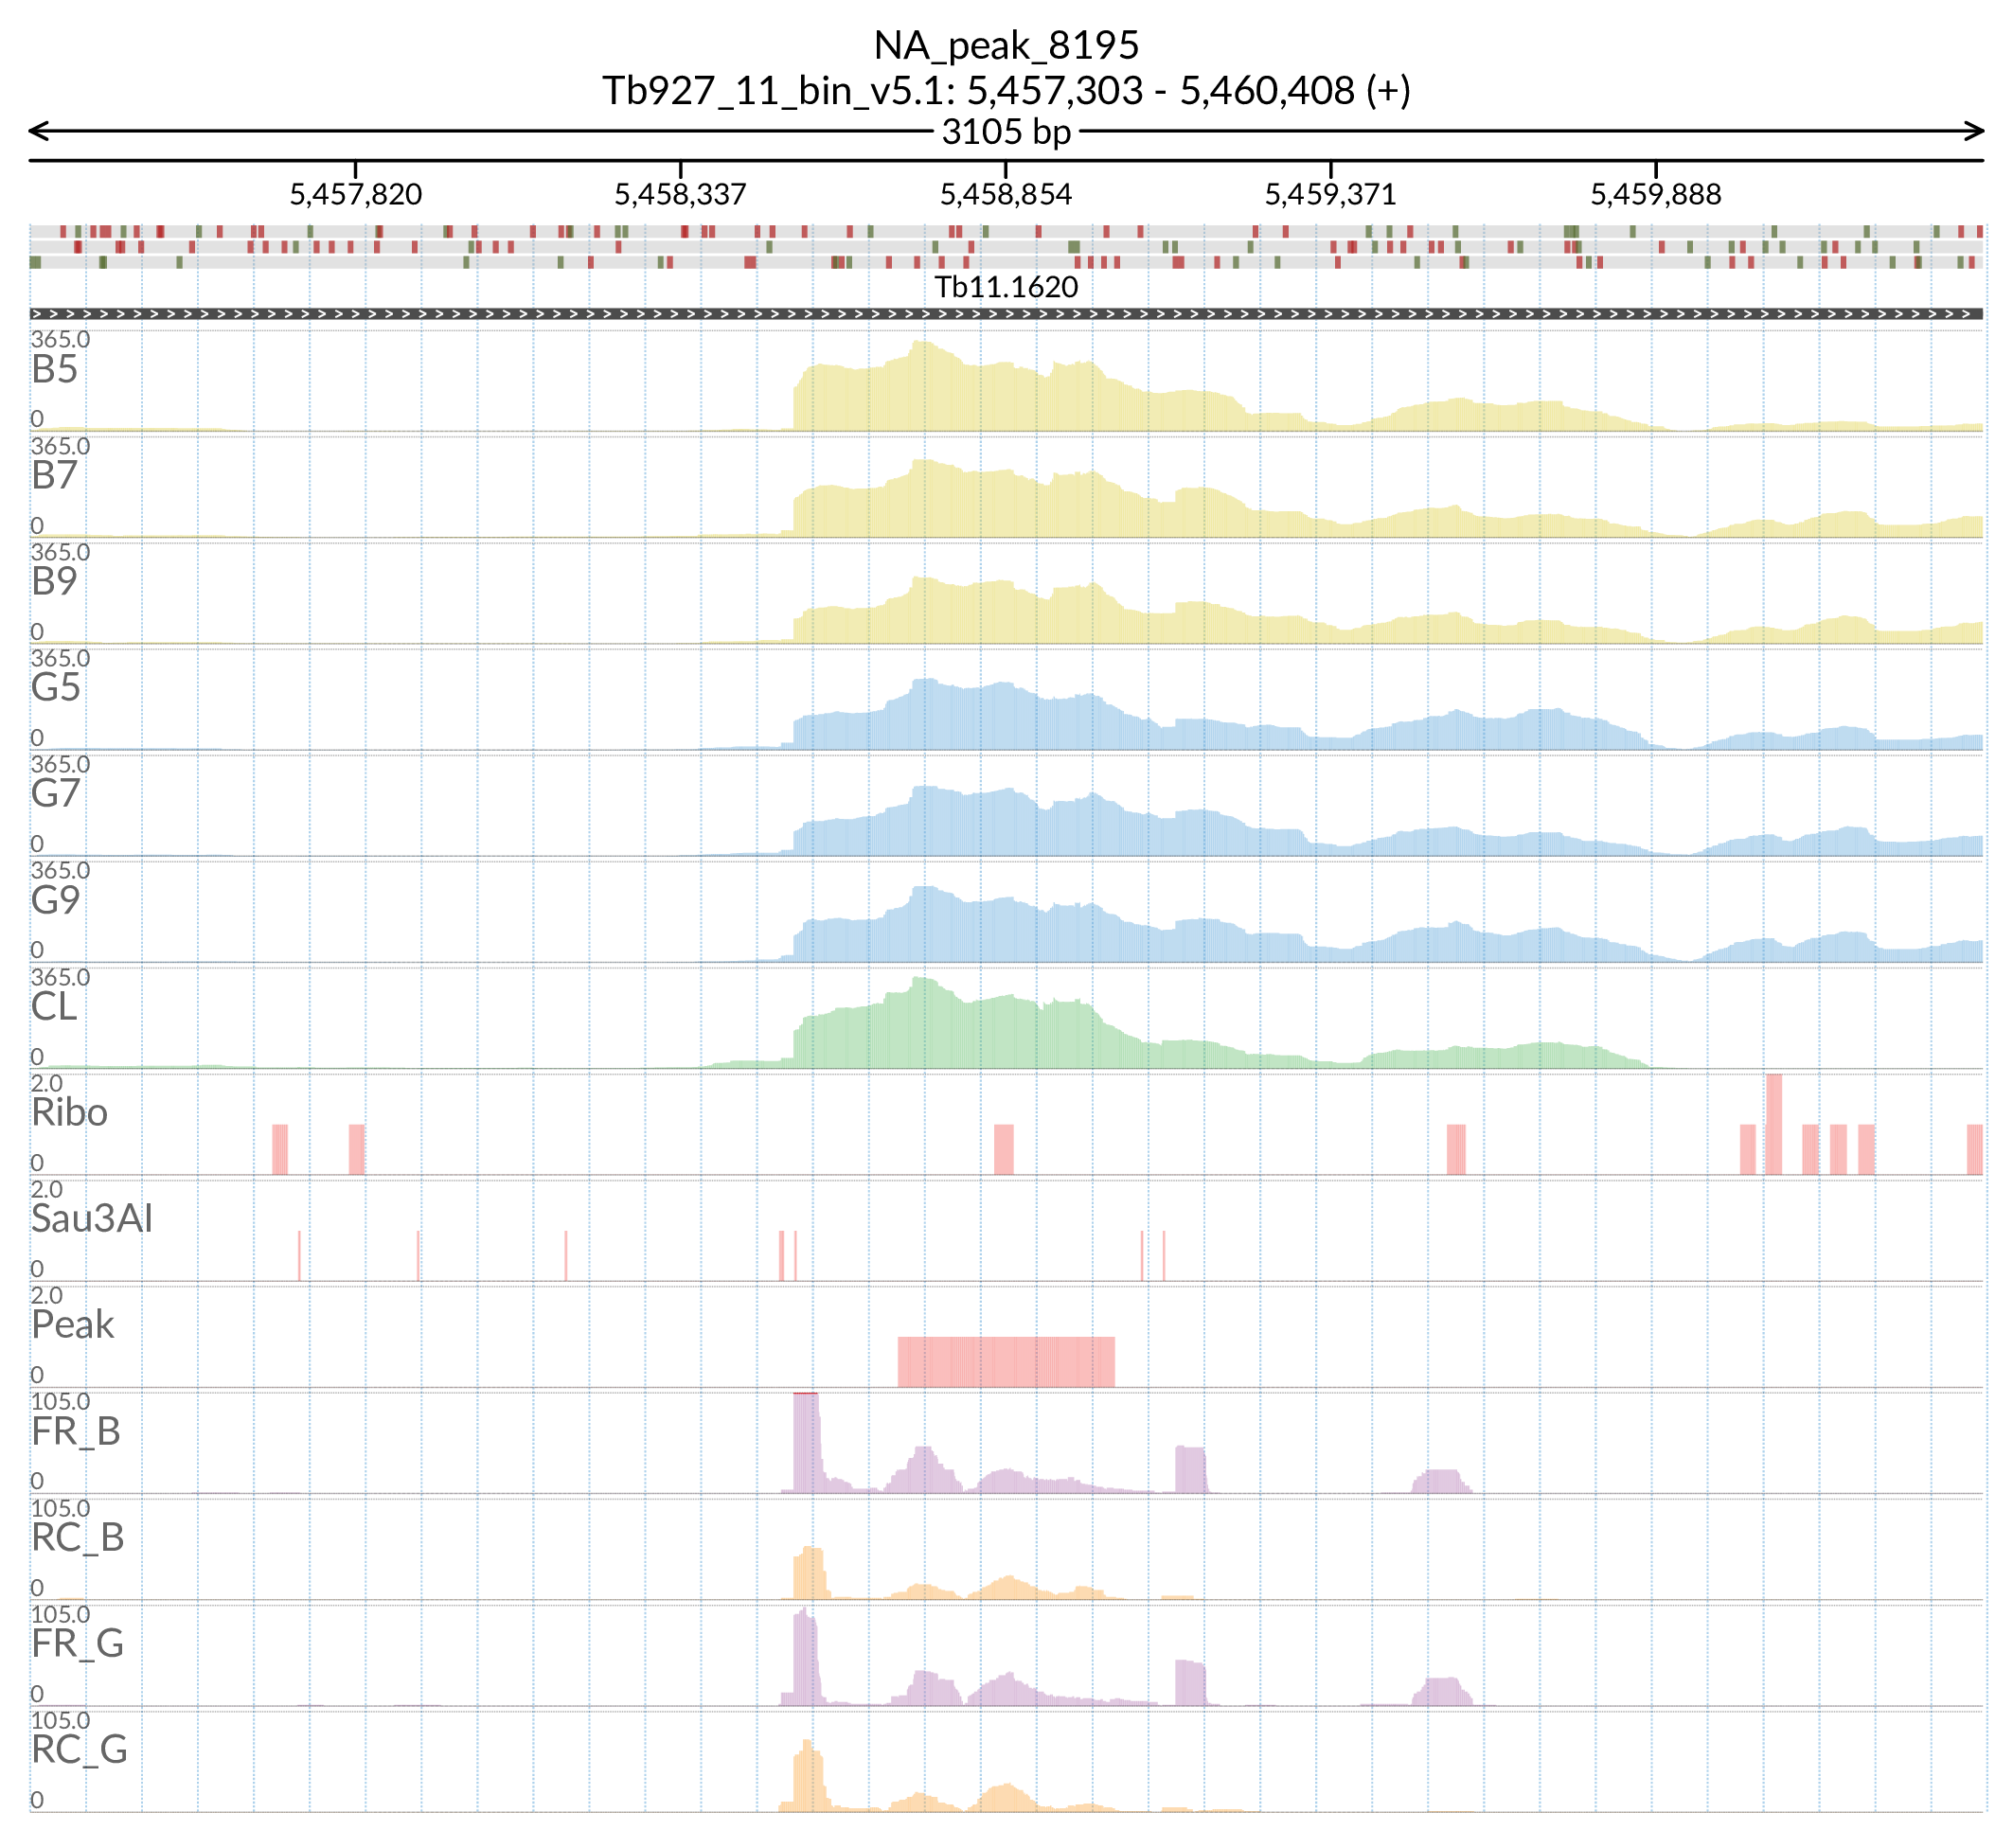 NA_peak_8195
Tb927_11_bin_v5.1: 5,457,303 - 5,460,408 (+)
3105 bp
5,457,820 5,458,337 5,458,854 5,459,371 5,459,888
Tb11.1620
365.0
B5
0
365.0
B7
0
365.0
B9
0
365.0
G5
0
365.0
G7
0
365.0
G9
0
365.0
CL
0
2.0
Ribo
0
2.0
Sau3AI
0
2.0
Peak
0
105.0
FR_B
0
105.0
RC_B
0
105.0
FR_G
0
105.0
RC_G
0